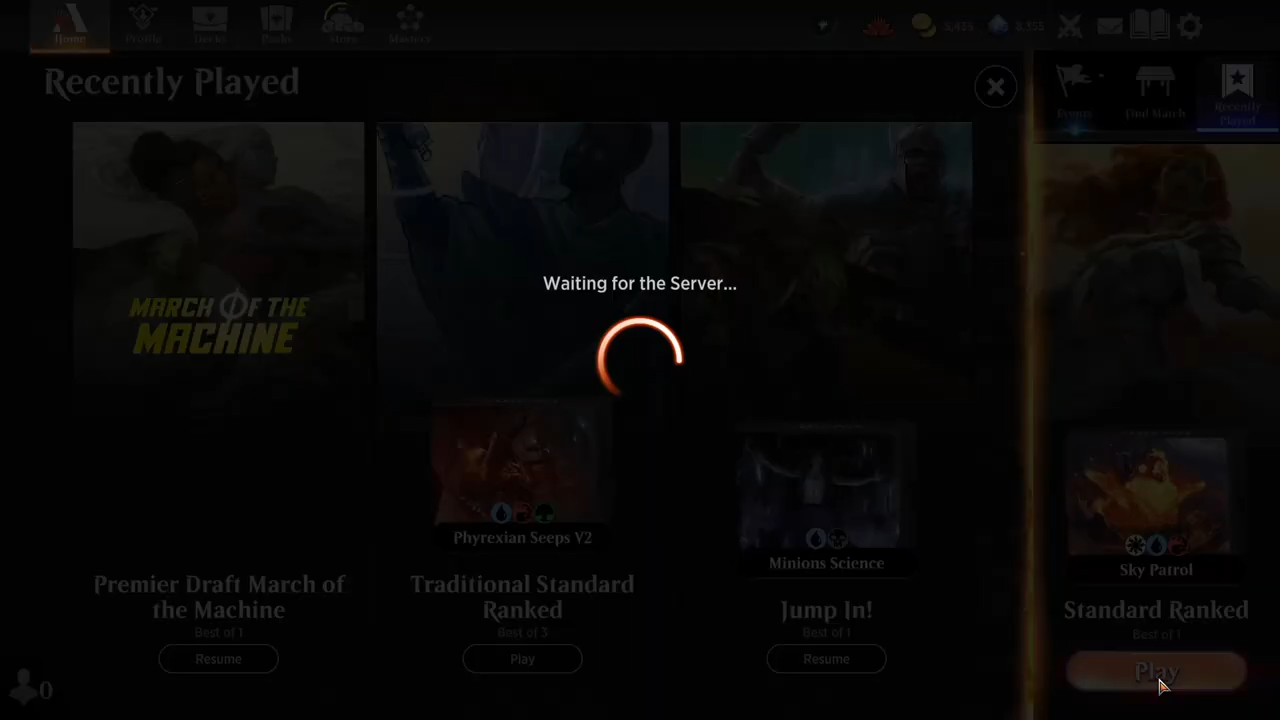 Home
Profile
Decks
Packs
Store
Mastery
Recently Played
Events
Find Match
Recently
Played
MARCH OF THE
MACHINE
Waiting for the Server...
Phyrexian Seeps V2
Minions Science
Sky Patrol
Premier Draft March of
the Machine
Best of 1
Resume
Traditional Standard
Ranked
Best of 3
Play
Jump In!
Best of 1
Resume
Standard Ranked
Best of 1
Play
0